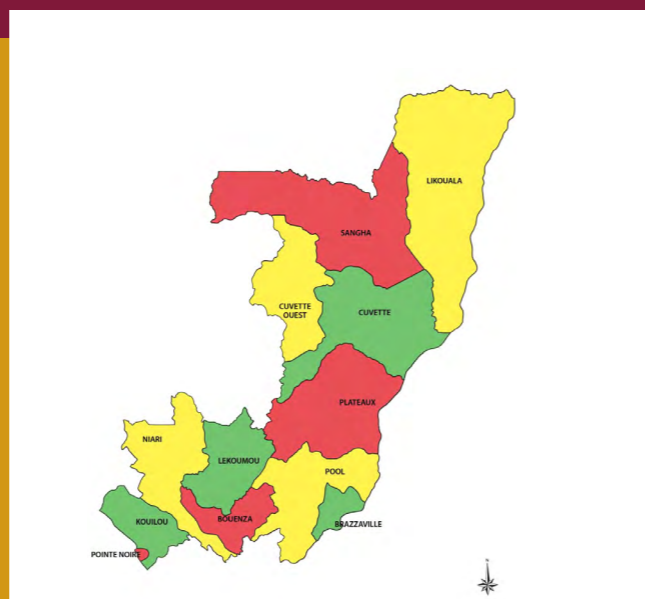 LIKOUALA
SANGHA
CUVETTE
OUEST
CUVETTE
PLATEAUX
NIARI
LEKOUMOU
POOL
KOUILOU
BOUENZA
BRAZZAVILLE
POINTE NOIRE